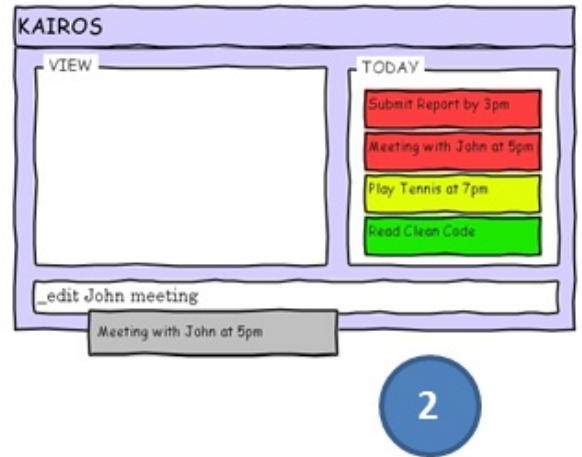 KAIROS
VIEW
TODAY
Submit Report by 3pm
Meeting with John at 5pm
Play Tennis at 7pm
Read Clean Code
_edit John meeting
Meeting with John at 5pm
2